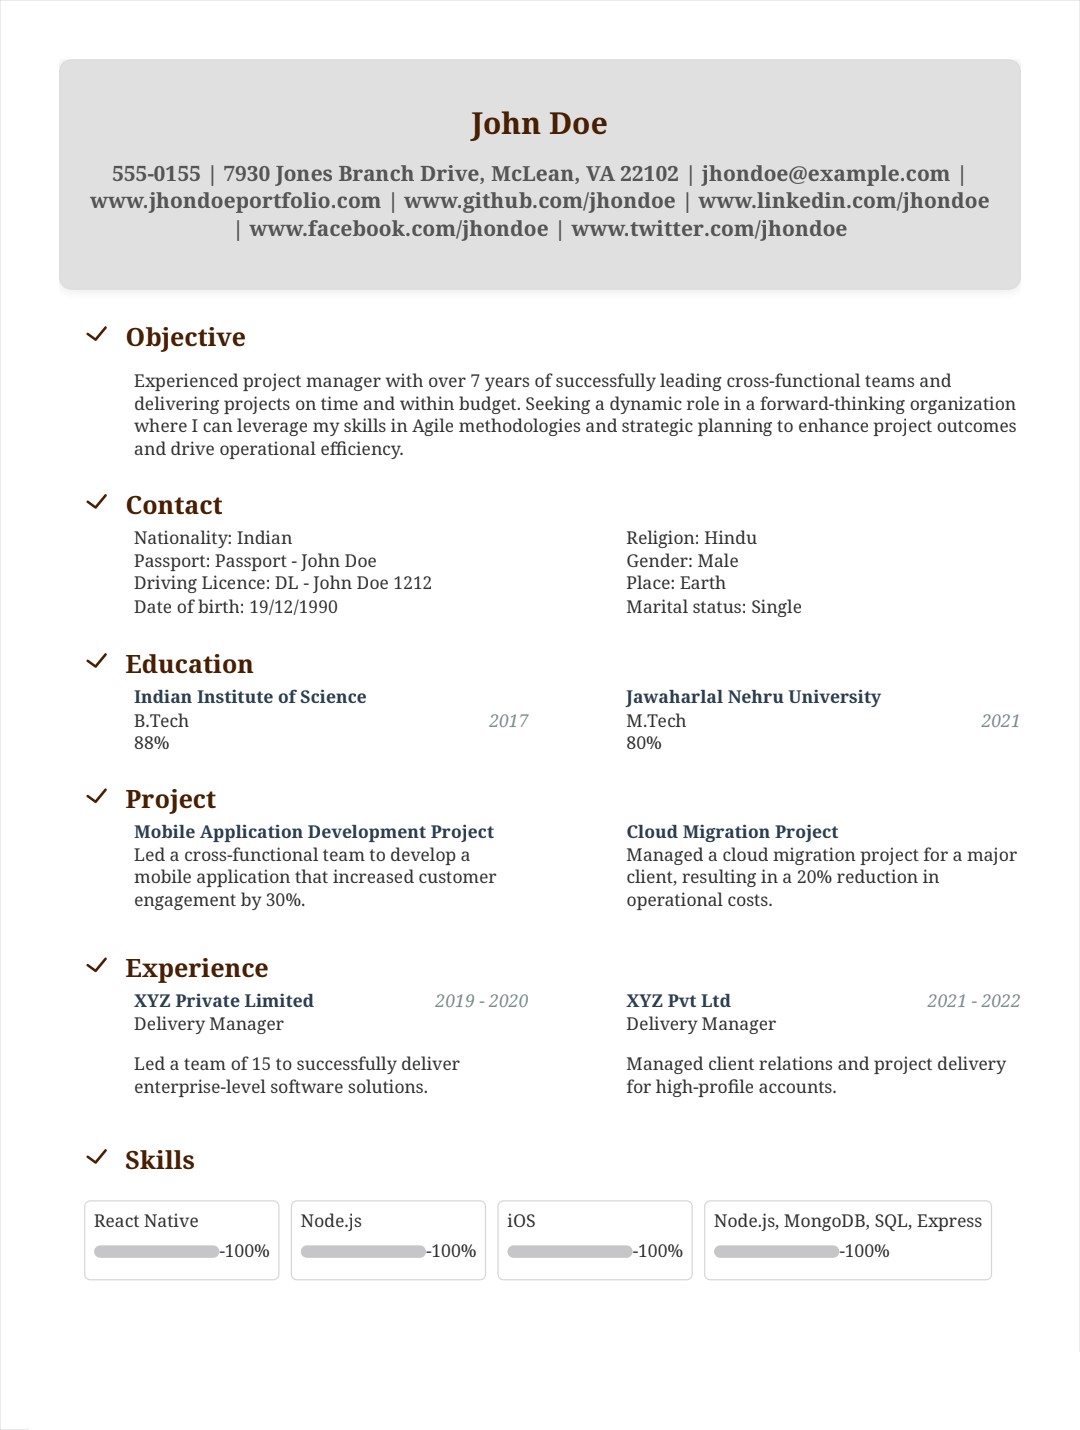 John Doe
555-0155 | 7930 Jones Branch Drive, McLean, VA 22102 | jhondoe@example.com |
www.jhondoeportfolio.com | www.github.com/jhondoe | www.linkedin.com/jhondoe
| www.facebook.com/jhondoe | www.twitter.com/jhondoe
Objective
Experienced project manager with over 7 years of successfully leading cross-functional teams and
delivering projects on time and within budget. Seeking a dynamic role in a forward-thinking organization
where I can leverage my skills in Agile methodologies and strategic planning to enhance project outcomes
and drive operational efficiency.
Contact
Nationality: Indian
Passport: Passport - John Doe
Driving Licence: DL - John Doe 1212
Date of birth: 19/12/1990
Religion: Hindu
Gender: Male
Place: Earth
Marital status: Single
Education
Indian Institute of Science
B.Tech 2017
88%
Jawaharlal Nehru University
M.Tech 2021
80%
Project
Mobile Application Development Project
Led a cross-functional team to develop a
mobile application that increased customer
engagement by 30%.
Cloud Migration Project
Managed a cloud migration project for a major
client, resulting in a 20% reduction in
operational costs.
Experience
XYZ Private Limited 2019 - 2020
Delivery Manager
Led a team of 15 to successfully deliver
enterprise-level software solutions.
XYZ Pvt Ltd 2021 - 2022
Delivery Manager
Managed client relations and project delivery
for high-profile accounts.
Skills
React Native
-100%
Node.js
-100%
iOS
-100%
Node.js, MongoDB, SQL, Express
-100%